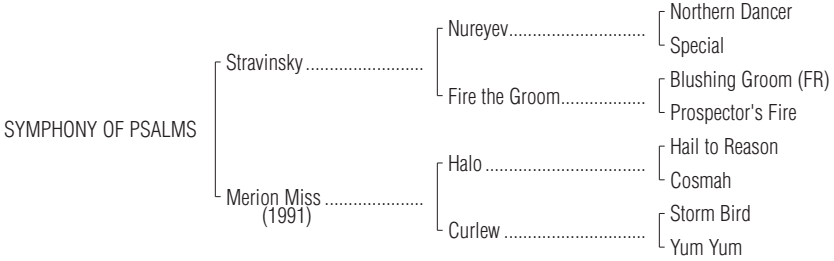 Northern Dancer
Nureyev..............................
Special
Stravinsky ........................
Blushing Groom (FR)
Fire the Groom..................
Prospector's Fire
SYMPHONY OF PSALMS
Hail to Reason
Halo ..................................
Cosmah
Merion Miss .....................
(1991)
Storm Bird
Curlew ..............................
Yum Yum